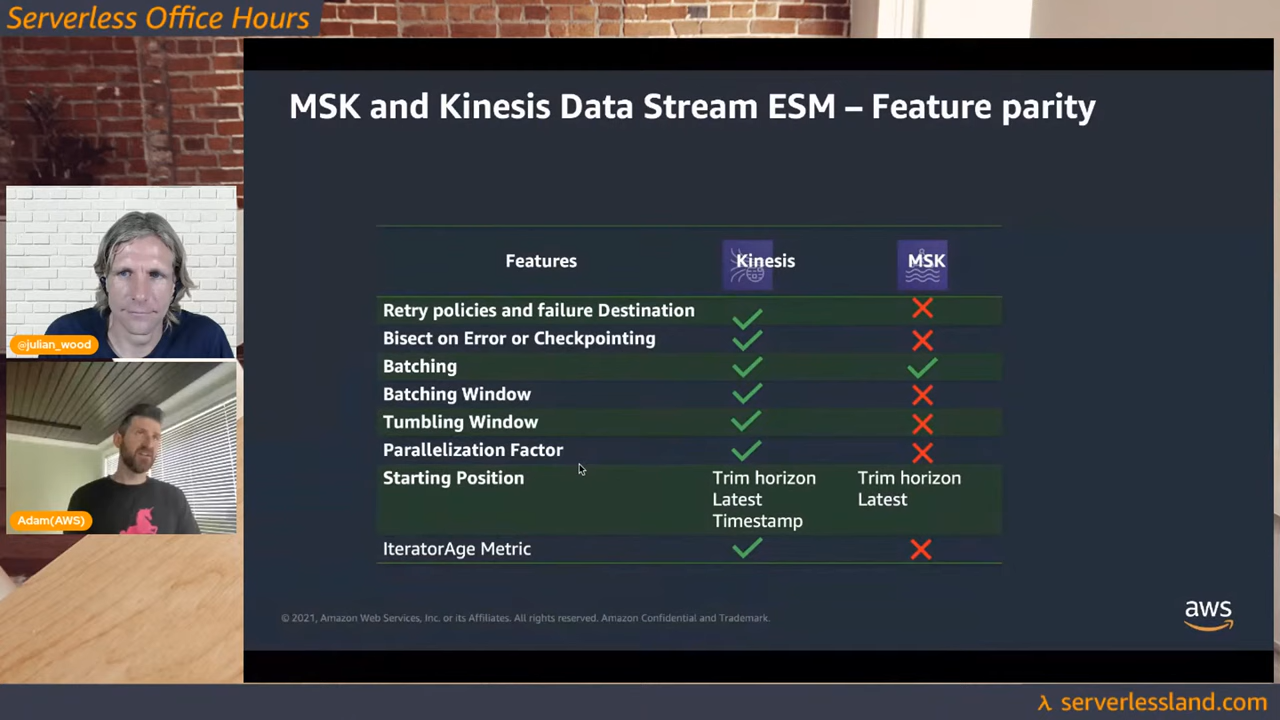 Serverless Office Hours
MSK and Kinesis Data Stream ESM – Feature parity
Features Kinesis MSK
Retry policies and failure Destination
Bisect on Error or Checkpointing
Batching
Batching Window
Tumbling Window
Parallelization Factor
Starting Position Trim horizon Trim horizon
Latest Latest
Timestamp
IteratorAge Metric
@julian_wood
Adam(AWS)
© 2021, Amazon Web Services, Inc. or its Affiliates. All rights reserved. Amazon Confidential and Trademark.
aws
λ serverlessland.com